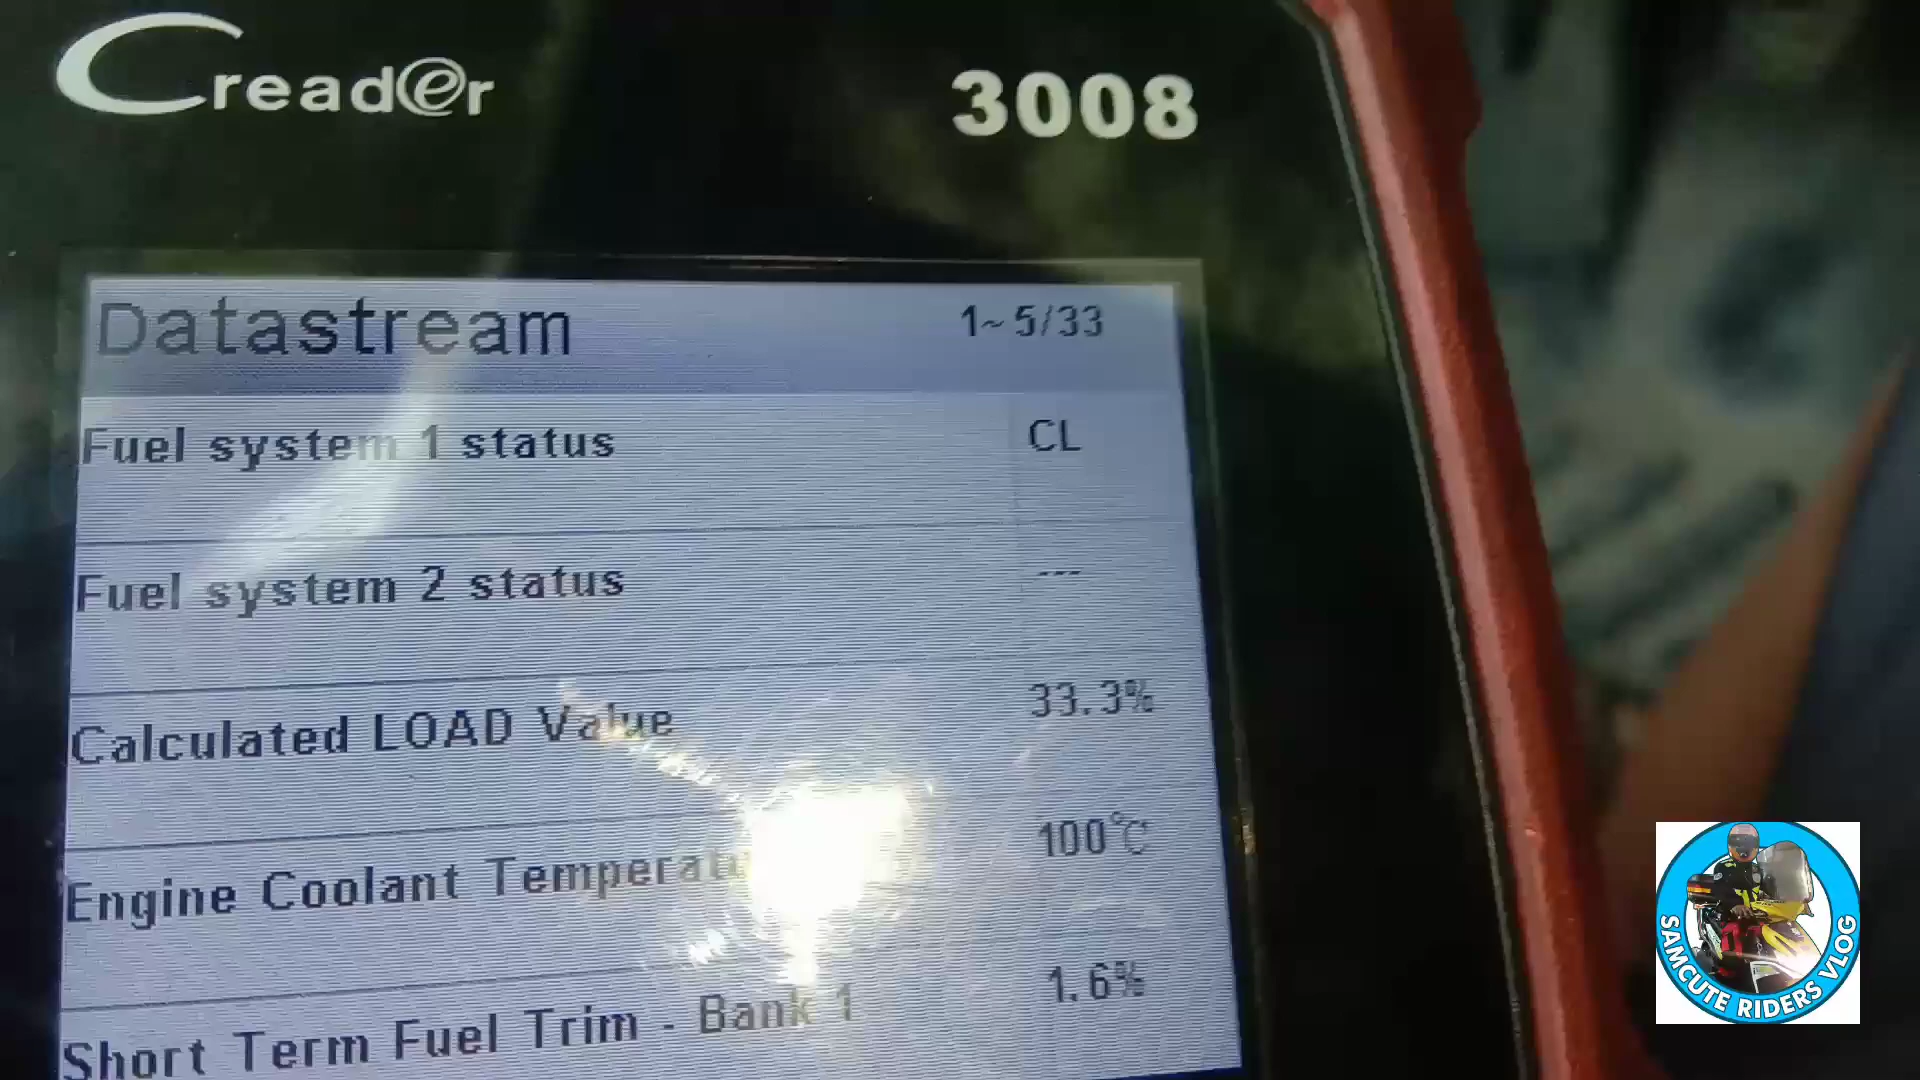 Creader 3008
Datastream 1~5/33
Fuel system 1 status CL
Fuel system 2 status ---
Calculated LOAD Value 33.3%
Engine Coolant Temperatu 100℃
Short Term Fuel Trim - Bank 1 1.6%
SAMCUTE RIDERS VLOG